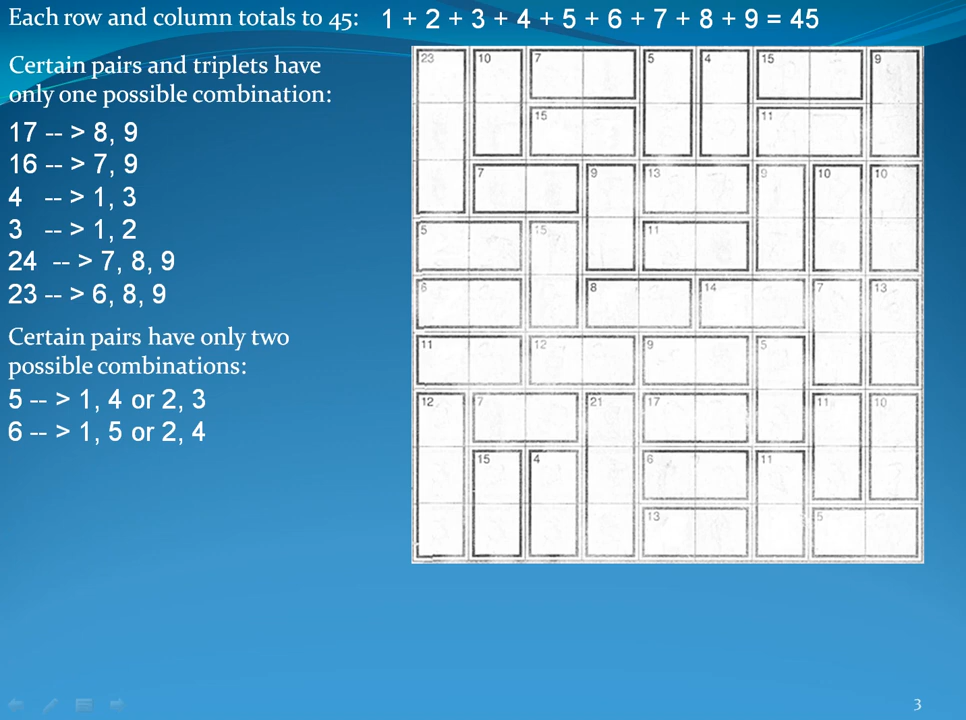 Each row and column totals to 45: 1 + 2 + 3 + 4 + 5 + 6 + 7 + 8 + 9 = 45
Certain pairs and triplets have
only one possible combination:
17 -- > 8, 9
16 -- > 7, 9
4 -- > 1, 3
3 -- > 1, 2
24 -- > 7, 8, 9
23 -- > 6, 8, 9
Certain pairs have only two
possible combinations:
5 -- > 1, 4 or 2, 3
6 -- > 1, 5 or 2, 4
23 10 7 5 4 15 9
15 11
7 9 13 9 10 10
5 15 11
6 8 14 7 13
11 12 9 5
12 7 21 17 11 10
15 4 6 11
13 5
3